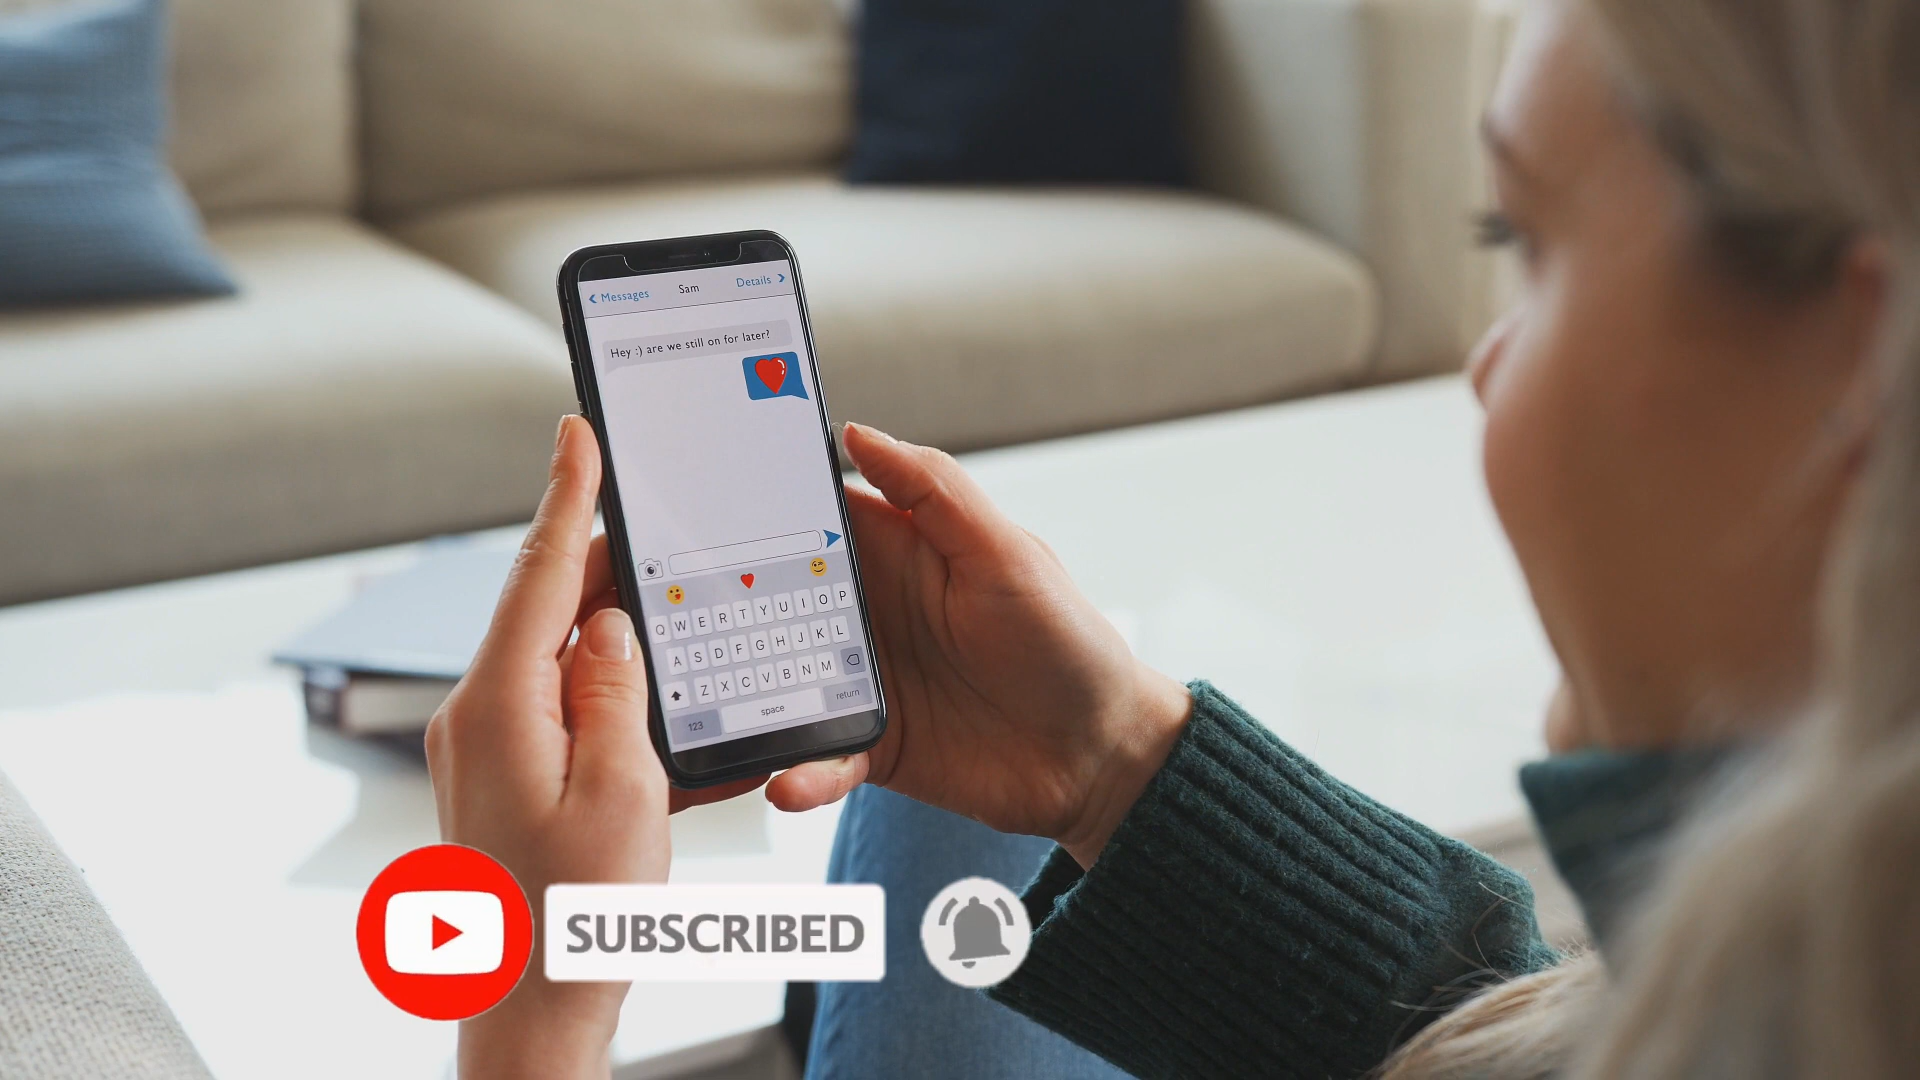 Messages Sam Details
Hey :) are we still on for later?
Q W E R T Y U I O P
A S D F G H J K L
Z X C V B N M
123 space return
SUBSCRIBED